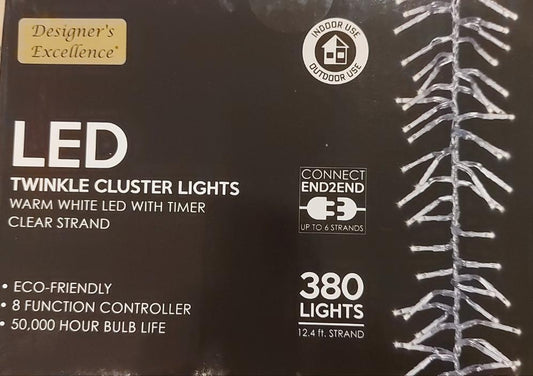 Designer's
Excellence®
INDOOR USE
OUTDOOR USE
LED
TWINKLE CLUSTER LIGHTS
WARM WHITE LED WITH TIMER
CLEAR STRAND
CONNECT
END2END
UP TO 6 STRANDS
• ECO-FRIENDLY
• 8 FUNCTION CONTROLLER
• 50,000 HOUR BULB LIFE
380
LIGHTS
12.4 ft. STRAND